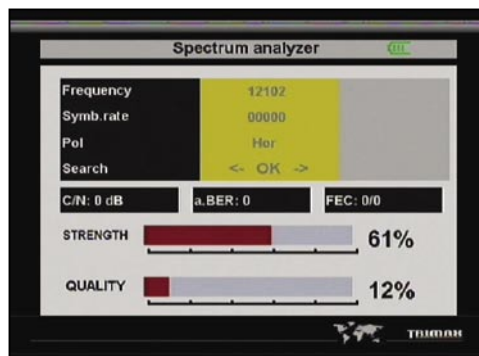 Spectrum analyzer
Frequency 12102
Symb.rate 00000
Pol Hor
Search <- OK ->
C/N: 0 dB a.BER: 0 FEC: 0/0
STRENGTH 61%
QUALITY 12%
TRIMAX